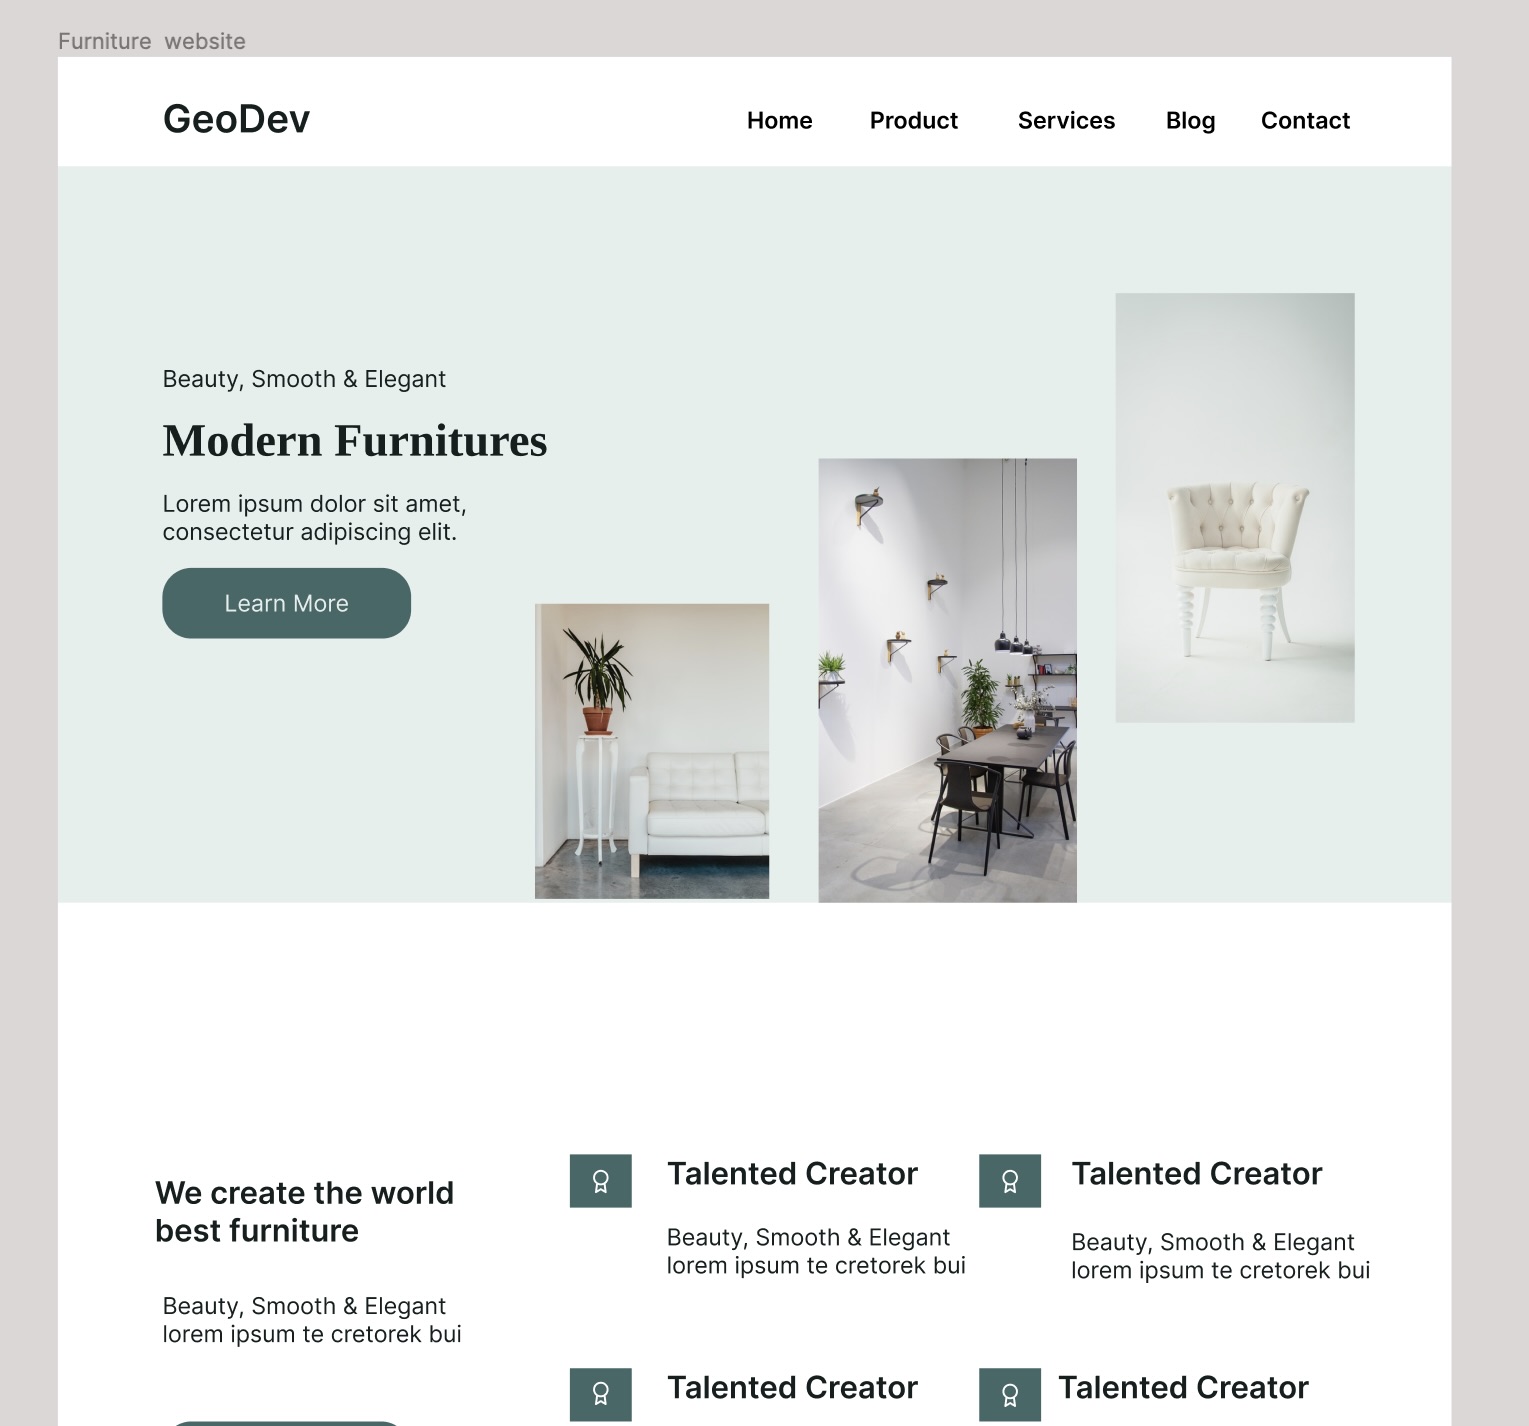 Furniture  website
GeoDev
Home Product Services Blog Contact
Beauty, Smooth & Elegant
Modern Furnitures
Lorem ipsum dolor sit amet,
consectetur adipiscing elit.
Learn More
We create the world
best furniture
Beauty, Smooth & Elegant
lorem ipsum te cretorek bui
Talented Creator
Beauty, Smooth & Elegant
lorem ipsum te cretorek bui
Talented Creator
Beauty, Smooth & Elegant
lorem ipsum te cretorek bui
Talented Creator
Talented Creator